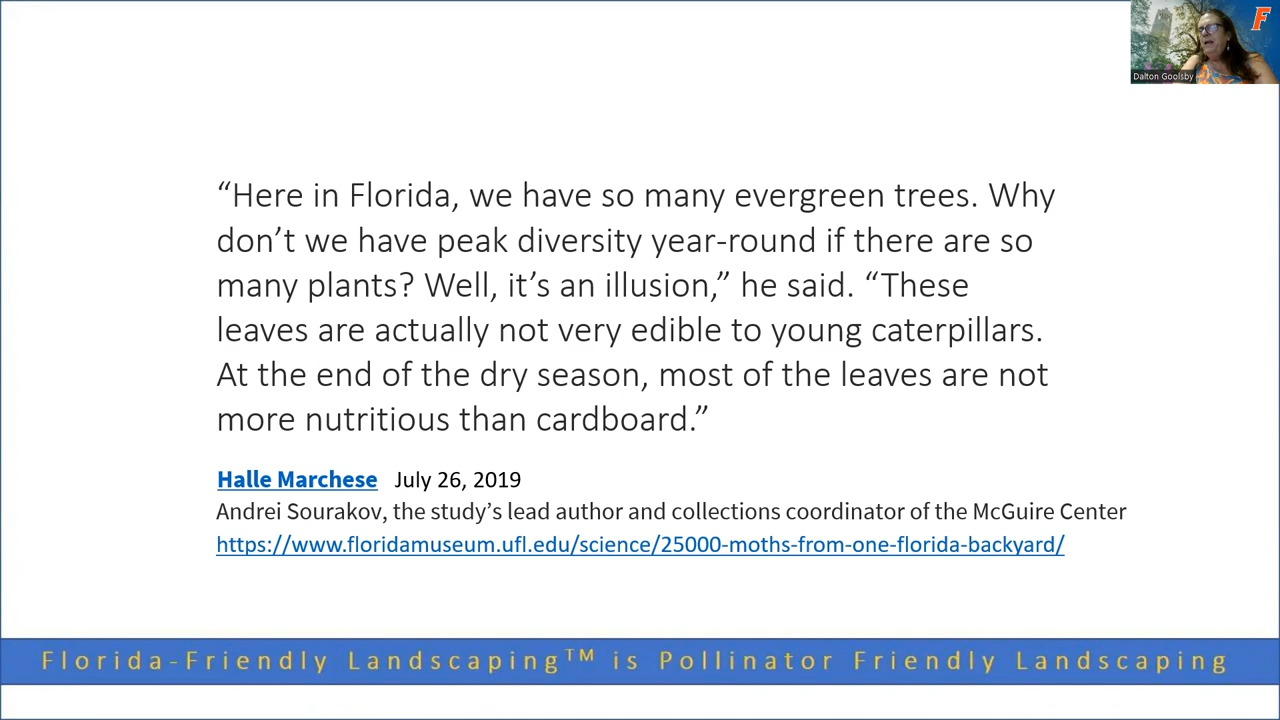 F
Dalton Goolsby
“Here in Florida, we have so many evergreen trees. Why
don’t we have peak diversity year-round if there are so
many plants? Well, it’s an illusion,” he said. “These
leaves are actually not very edible to young caterpillars.
At the end of the dry season, most of the leaves are not
more nutritious than cardboard.”
Halle Marchese July 26, 2019
Andrei Sourakov, the study’s lead author and collections coordinator of the McGuire Center
https://www.floridamuseum.ufl.edu/science/25000-moths-from-one-florida-backyard/
Florida-Friendly Landscaping™ is Pollinator Friendly Landscaping